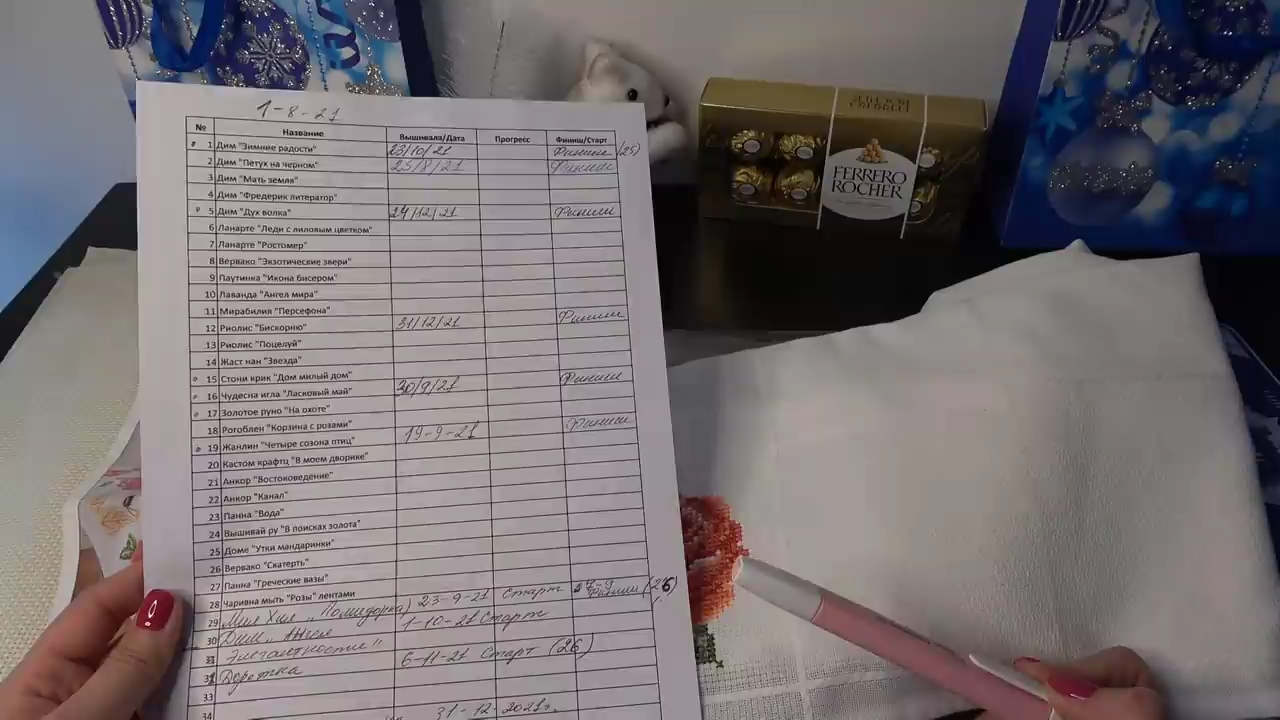 1-8-21
№ Название Вышивала/Дата Прогресс Финиш/Старт
1 Дим "Зимние радости" 23/10/21 Финиш (25)
2 Дим "Петух на черном" 25/8/21 Финиш
3 Дим "Мать земля"
4 Дим "Фредерик литератор"
5 Дим "Дух волка" 24/12/21 Финиш
6 Ланарте "Леди с лиловым цветком"
7 Ланарте "Ростомер"
8 Вервако "Экзотические звери"
9 Паутинка "Икона бисером"
10 Лаванда "Ангел мира"
11 Мирабилия "Персефона"
12 Риолис "Бискорню" 31/12/21 Финиш
13 Риолис "Поцелуй"
14 Жаст нан "Звезда"
15 Стони крик "Дом милый дом"
16 Чудесна игла "Ласковый май" 30/9/21 Финиш
17 Золотое руно "На охоте"
18 Рогоблен "Корзина с розами"
19 Жанлин "Четыре созона птиц" 19-9-21 Финиш
20 Кастом крафтц "В моем дворике"
21 Анкор "Востоковедение"
22 Анкор "Канал"
23 Панна "Вода"
24 Вышивай ру "В поисках золота"
25 Доме "Утки мандаринки"
26 Вервако "Скатерть"
27 Панна "Греческие вазы"
28 Чаривна мыть "Розы" лентами
29 Мил Хил "Помидорка) 23-9-21 Старт (26)
30 Дим "Ангел 1-10-21 Старт
31 Элегантности"
32 Дорожка 6-11-21 Старт (26)
33
34 31-12-2021г.
FERRERO
ROCHER